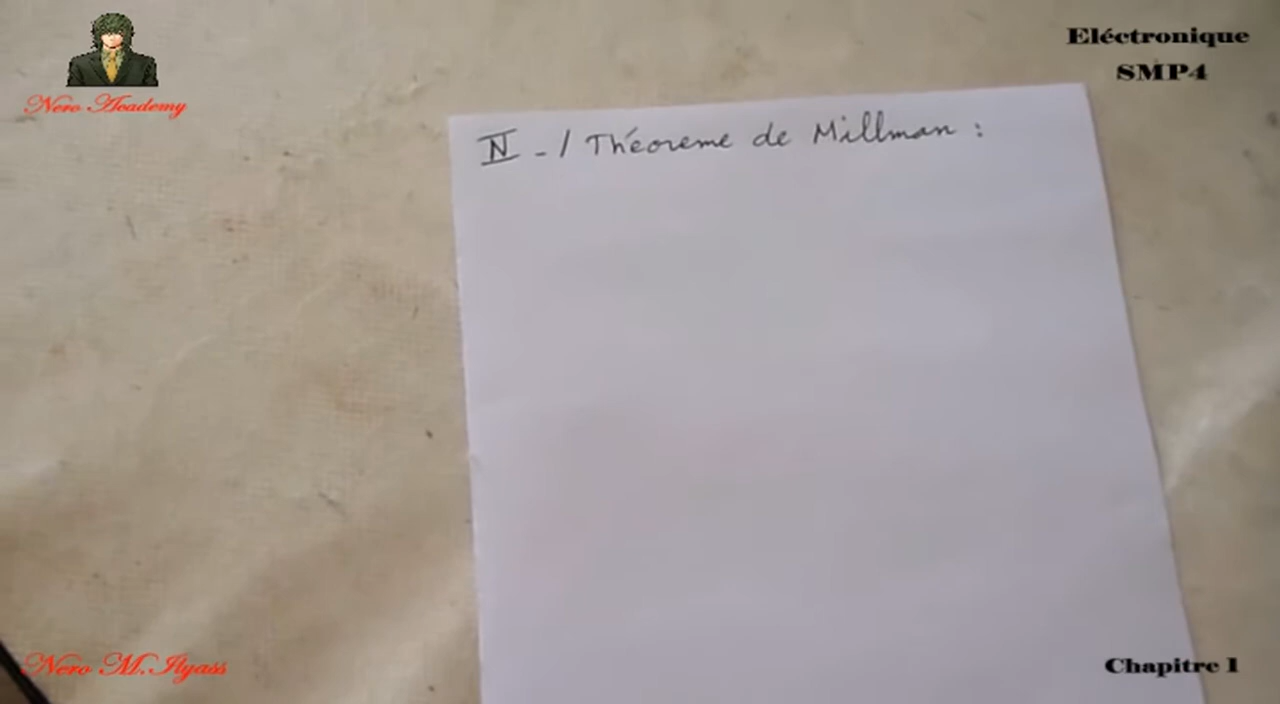 Nero Academy
Eléctronique
SMP4
IV -/ Théoreme de Millman :
Nero M.Ilyass
Chapitre 1